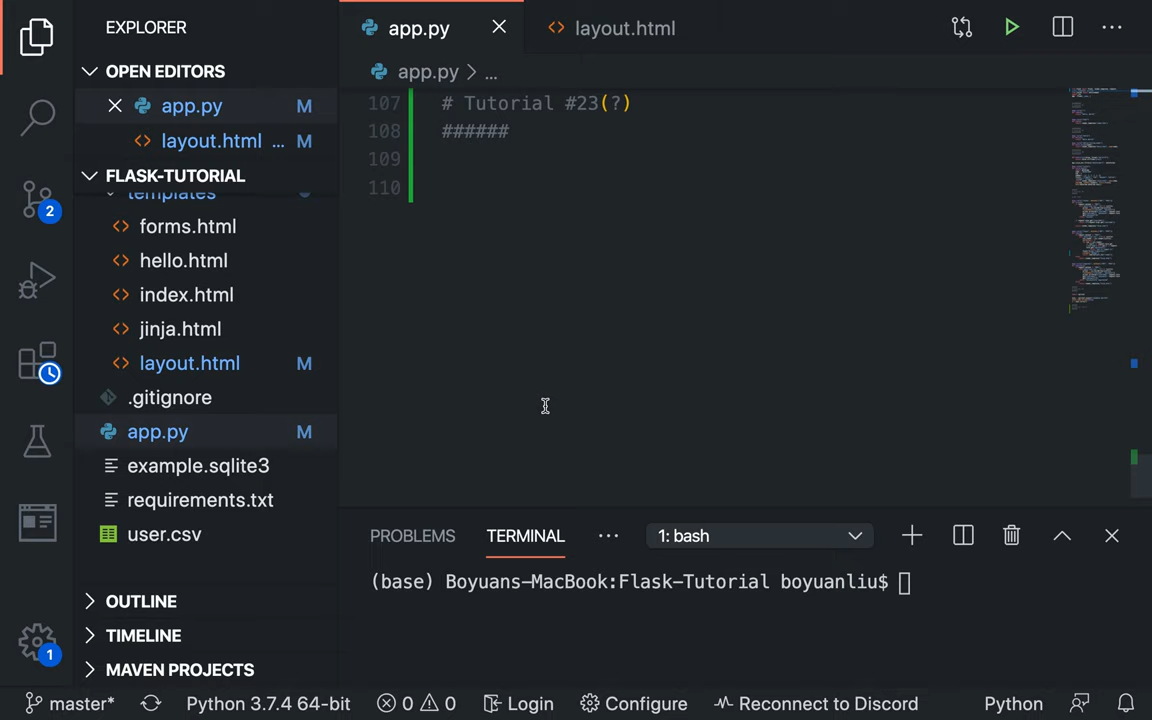 EXPLORER
app.py
layout.html
OPEN EDITORS
app.py > ...
app.py M
layout.html ... M
FLASK-TUTORIAL
templates
forms.html
hello.html
index.html
jinja.html
layout.html M
.gitignore
app.py M
example.sqlite3
requirements.txt
user.csv
OUTLINE
TIMELINE
MAVEN PROJECTS
2
1
107 # Tutorial #23(?)
108 ######
109
110
PROBLEMS TERMINAL ... 1: bash
(base) Boyuans-MacBook:Flask-Tutorial boyuanliu$
master* Python 3.7.4 64-bit 0 0 Login Configure Reconnect to Discord Python